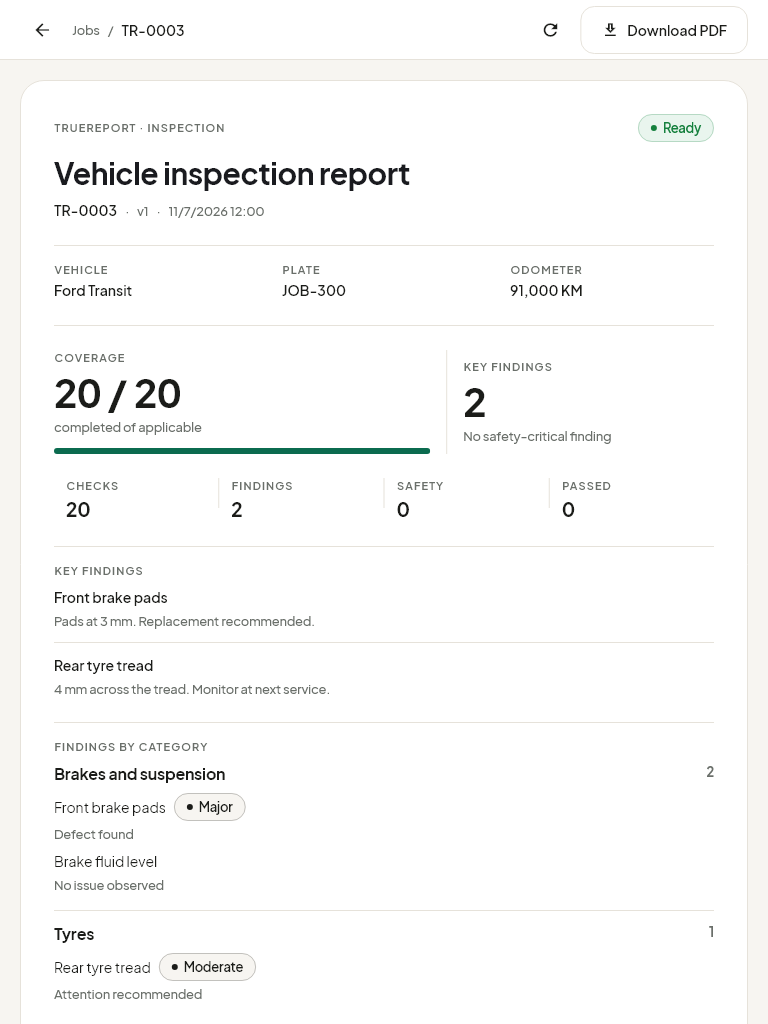 Jobs / TR-0003
Download PDF
TRUEREPORT · INSPECTION
Ready
Vehicle inspection report
TR-0003 · v1 · 11/7/2026 12:00
VEHICLE PLATE ODOMETER
Ford Transit JOB-300 91,000 KM
COVERAGE
20 / 20
completed of applicable
KEY FINDINGS
2
No safety-critical finding
CHECKS FINDINGS SAFETY PASSED
20 2 0 0
KEY FINDINGS
Front brake pads
Pads at 3 mm. Replacement recommended.
Rear tyre tread
4 mm across the tread. Monitor at next service.
FINDINGS BY CATEGORY
Brakes and suspension 2
Front brake pads Major
Defect found
Brake fluid level
No issue observed
Tyres 1
Rear tyre tread Moderate
Attention recommended